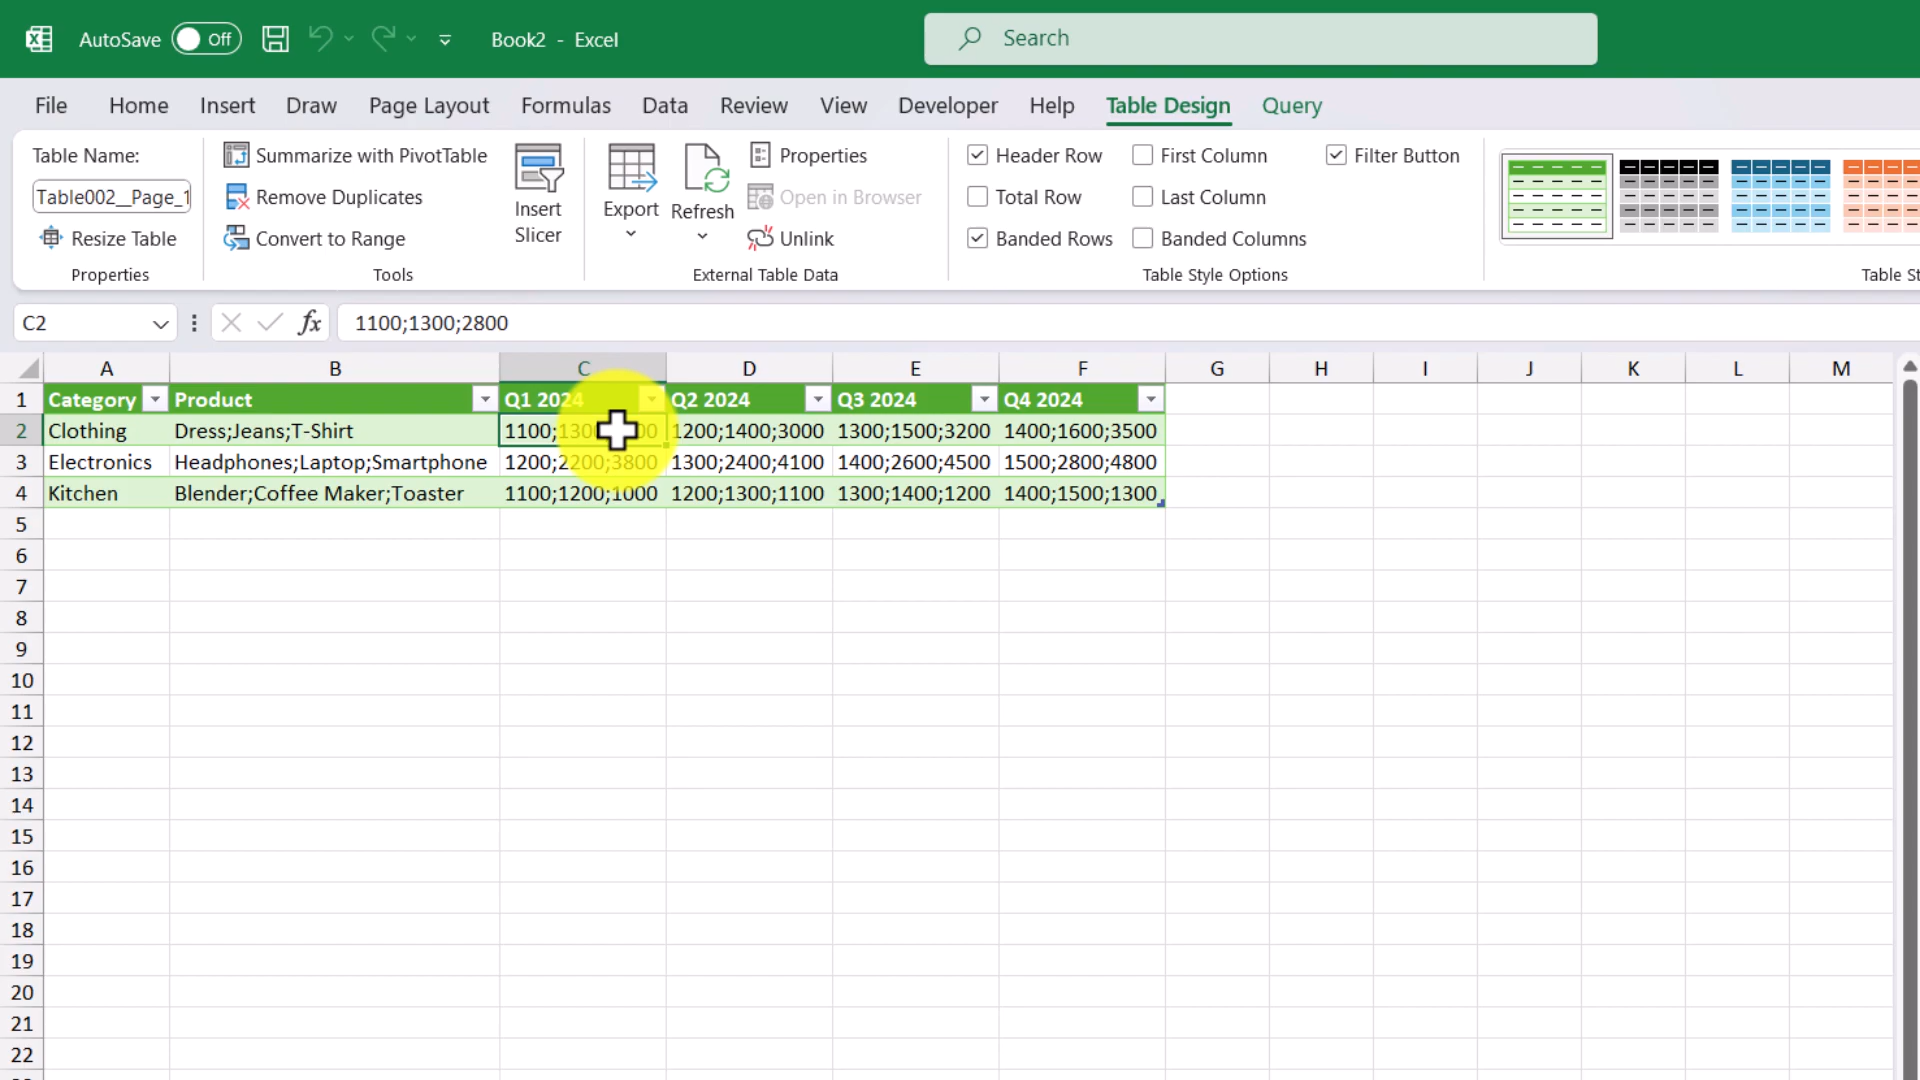 AutoSave Off Book2 - Excel Search
File Home Insert Draw Page Layout Formulas Data Review View Developer Help Table Design Query
Table Name:
Table002__Page_1
Resize Table
Properties
Summarize with PivotTable
Remove Duplicates
Convert to Range
Tools
Insert
Slicer
Export
Refresh
Properties
Open in Browser
Unlink
External Table Data
Header Row First Column Filter Button
Total Row Last Column
Banded Rows Banded Columns
Table Style Options
Table St
C2 fx 1100;1300;2800
A B C D E F G H I J K L M
1 Category Product Q1 2024 Q2 2024 Q3 2024 Q4 2024
2 Clothing Dress;Jeans;T-Shirt 1100;1300 1200;1400;3000 1300;1500;3200 1400;1600;3500
3 Electronics Headphones;Laptop;Smartphone 1200;2200;3800 1300;2400;4100 1400;2600;4500 1500;2800;4800
4 Kitchen Blender;Coffee Maker;Toaster 1100;1200;1000 1200;1300;1100 1300;1400;1200 1400;1500;1300
5
6
7
8
9
10
11
12
13
14
15
16
17
18
19
20
21
22